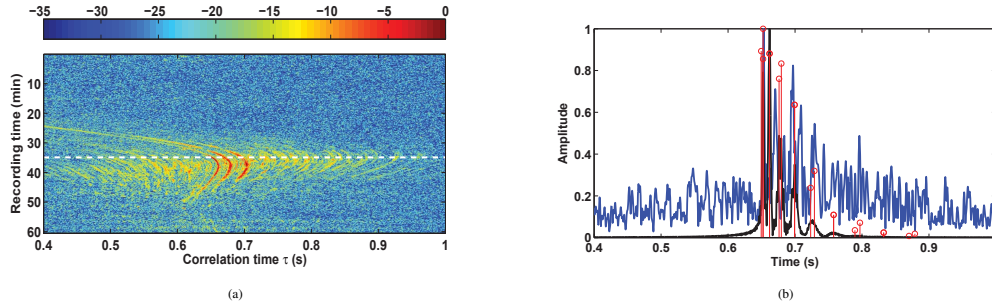 −35 −30 −25 −20 −15 −10 −5 0
Recording time (min)
10
20
30
40
50
60
0.4 0.5 0.6 0.7 0.8 0.9 1
Correlation time τ (s)
(a)
Amplitude
1
0.8
0.6
0.4
0.2
0
0.4 0.5 0.6 0.7 0.8 0.9
Time (s)
(b)